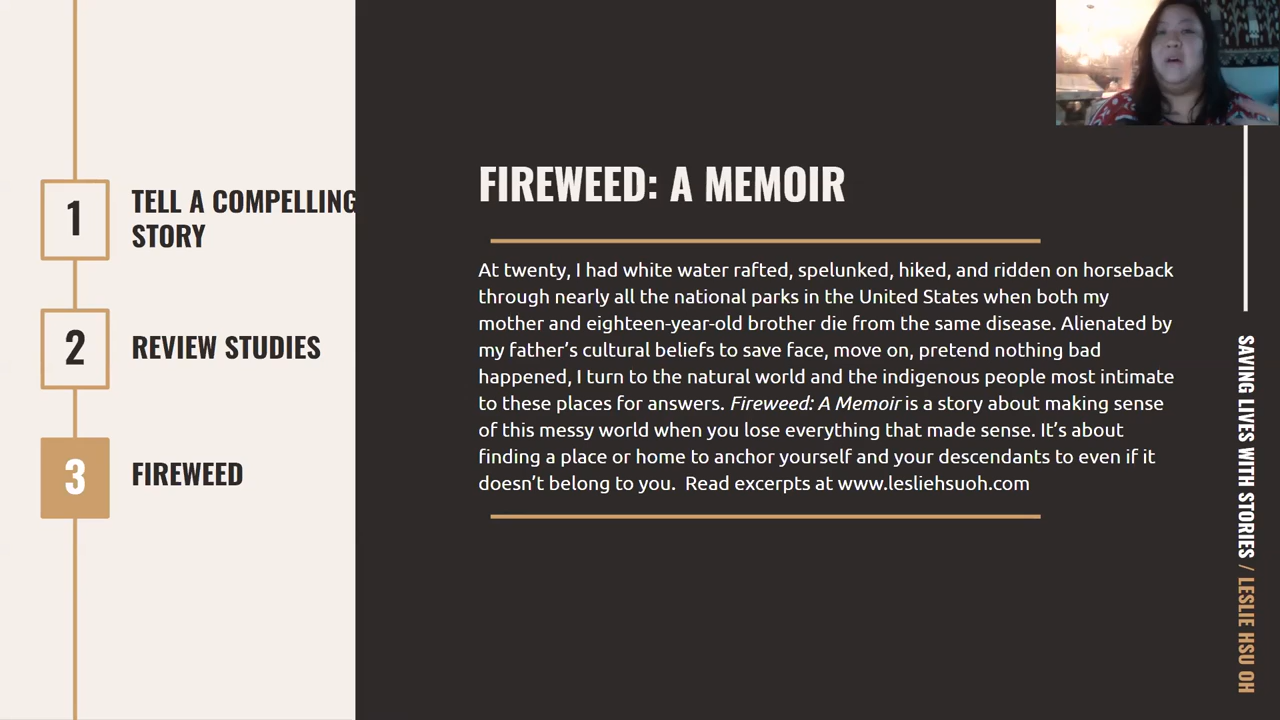 1
TELL A COMPELLING
STORY
2
REVIEW STUDIES
3
FIREWEED
FIREWEED: A MEMOIR
At twenty, I had white water rafted, spelunked, hiked, and ridden on horseback
through nearly all the national parks in the United States when both my
mother and eighteen-year-old brother die from the same disease. Alienated by
my father’s cultural beliefs to save face, move on, pretend nothing bad
happened, I turn to the natural world and the indigenous people most intimate
to these places for answers. Fireweed: A Memoir is a story about making sense
of this messy world when you lose everything that made sense. It’s about
finding a place or home to anchor yourself and your descendants to even if it
doesn’t belong to you.  Read excerpts at www.lesliehsuoh.com
SAVING LIVES WITH STORIES / LESLIE HSU OH